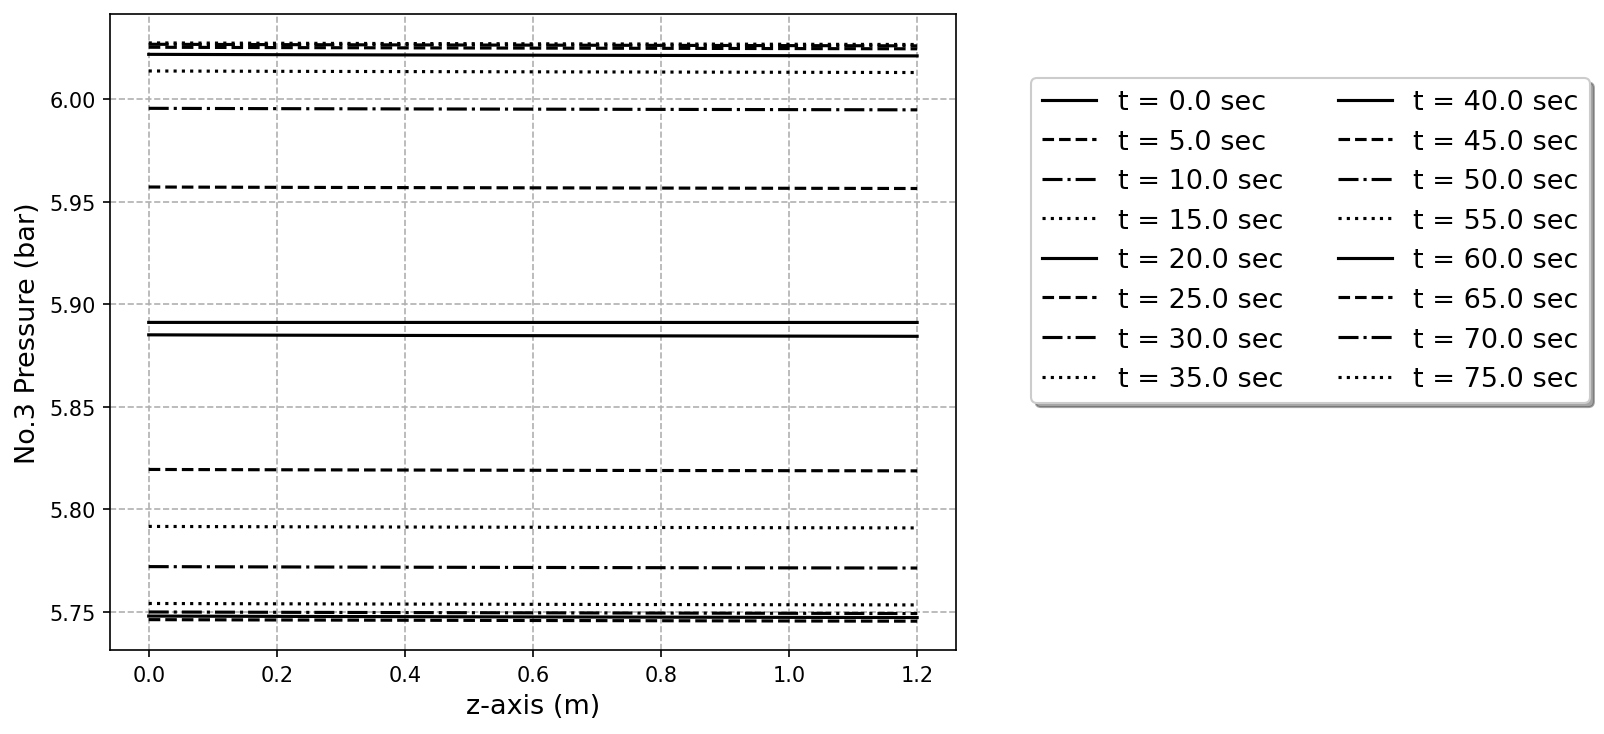 No.3 Pressure (bar)
6.00
5.95
5.90
5.85
5.80
5.75
0.0 0.2 0.4 0.6 0.8 1.0 1.2
z-axis (m)
t = 0.0 sec
t = 5.0 sec
t = 10.0 sec
t = 15.0 sec
t = 20.0 sec
t = 25.0 sec
t = 30.0 sec
t = 35.0 sec
t = 40.0 sec
t = 45.0 sec
t = 50.0 sec
t = 55.0 sec
t = 60.0 sec
t = 65.0 sec
t = 70.0 sec
t = 75.0 sec